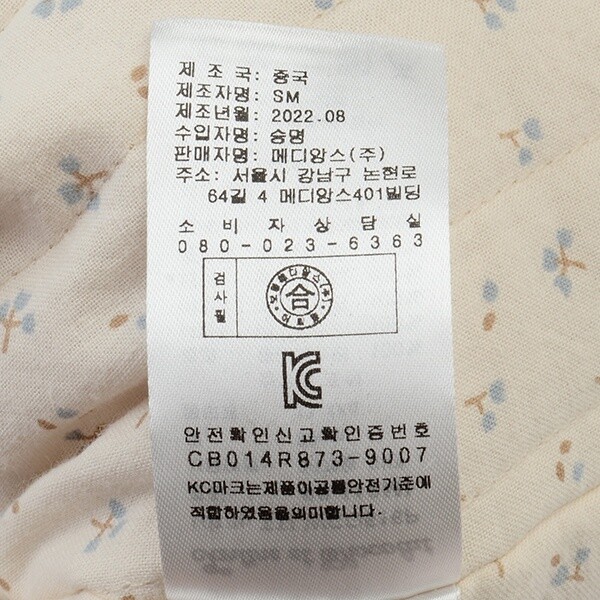 제 조 국: 중국
제조자명: SM
제조년월: 2022.08
수입자명: 승명
판매자명: 메디앙스(주)
주소: 서울시 강남구 논현로
64길 4 메디앙스401빌딩
소 비 자 상 담 실
080-023-6363
검사필
合
KC
안전확인신고확인증번호
CB014R873-9007
KC마크는제품이공통안전기준에
적합하였음을의미합니다.